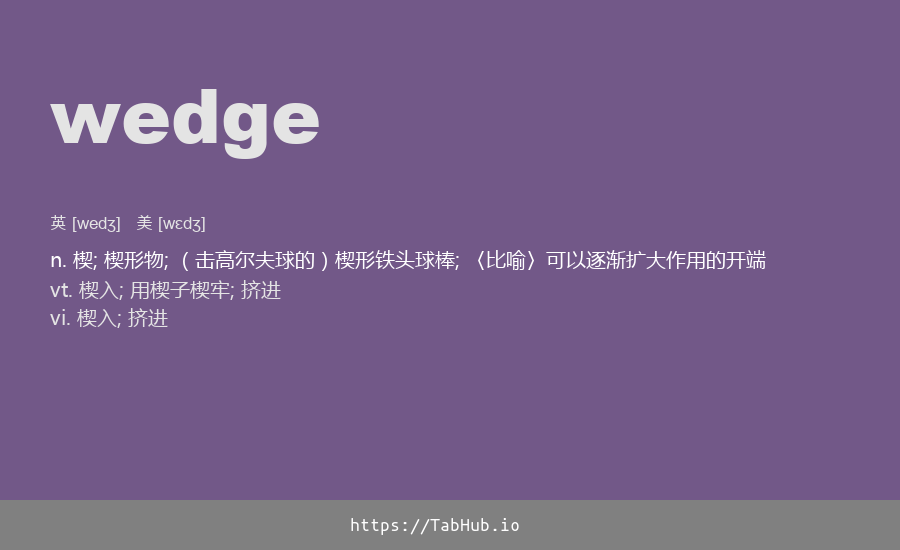 wedge
英 [wedʒ] 美 [wɛdʒ]
n. 楔; 楔形物; （击高尔夫球的）楔形铁头球棒; 〈比喻〉可以逐渐扩大作用的开端
vt. 楔入; 用楔子楔牢; 挤进
vi. 楔入; 挤进
https://TabHub.io